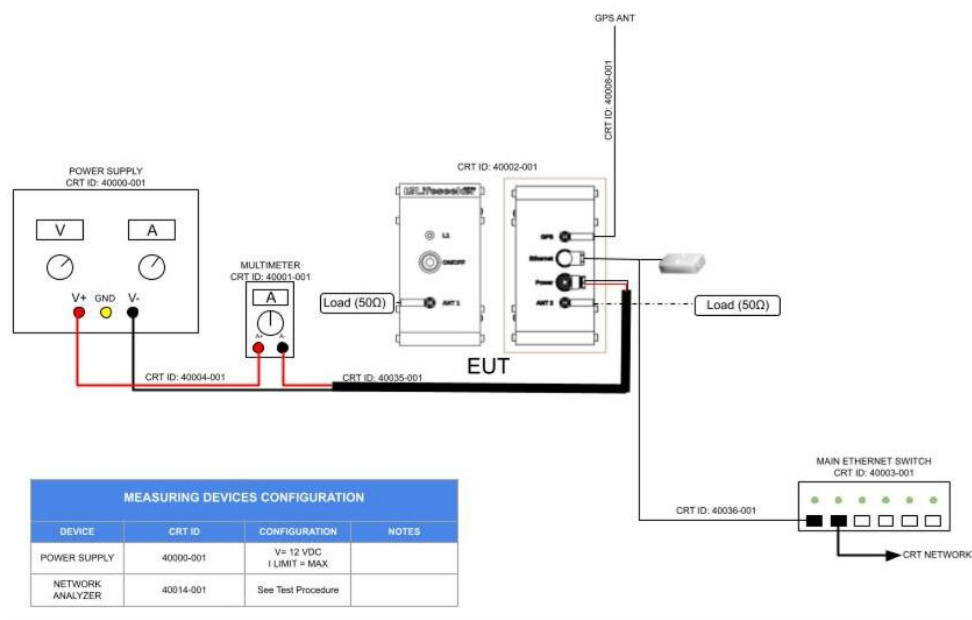 GPS ANT
CRT ID: 40008-001
CRT ID: 40002-001
POWER SUPPLY
CRT ID: 40000-001
V
A
V+
GND
V-
MULTIMETER
CRT ID: 40001-001
A
A+
A-
Lifeseeker
L1
ON/OFF
ANT 1
Load (50Ω)
GPS
Ethernet
Power
ANT 2
Load (50Ω)
EUT
CRT ID: 40004-001
CRT ID: 40035-001
MAIN ETHERNET SWITCH
CRT ID: 40003-001
CRT ID: 40036-001
CRT NETWORK
MEASURING DEVICES CONFIGURATION
DEVICE CRT ID CONFIGURATION NOTES
POWER SUPPLY 40000-001 V= 12 VDC
I LIMIT = MAX
NETWORK
ANALYZER 40014-001 See Test Procedure